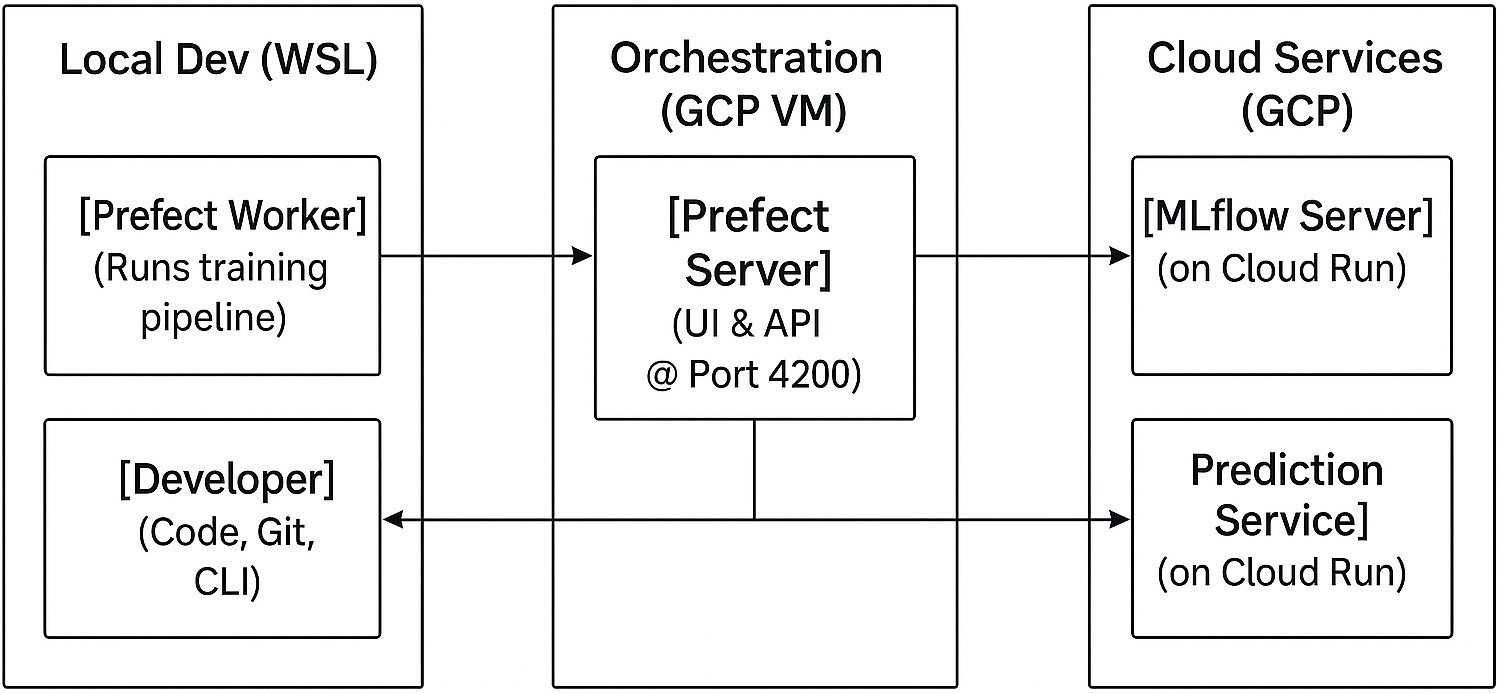 Local Dev (WSL)
[Prefect Worker]
(Runs training
pipeline)
[Developer]
(Code, Git,
CLI)
Orchestration
(GCP VM)
[Prefect
Server]
(UI & API
@ Port 4200)
Cloud Services
(GCP)
[MLflow Server]
(on Cloud Run)
Prediction
Service]
(on Cloud Run)